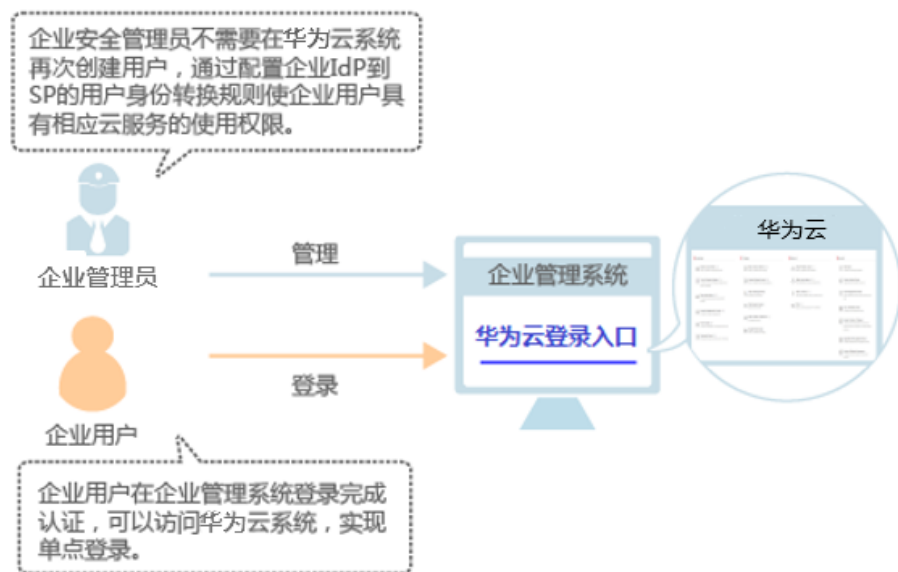 企业安全管理员不需要在华为云系统
再次创建用户，通过配置企业IdP到
SP的用户身份转换规则使企业用户具
有相应云服务的使用权限。
企业管理员
管理
企业管理系统
华为云登录入口
华为云
登录
企业用户
企业用户在企业管理系统登录完成
认证，可以访问华为云系统，实现
单点登录。